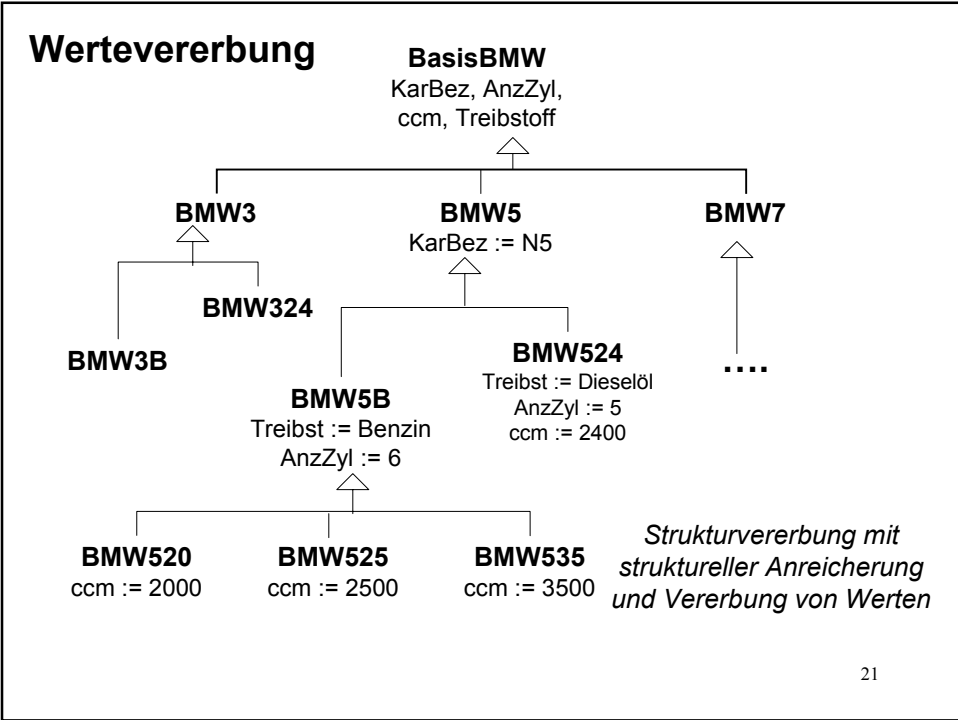 Wertevererbung
BasisBMW
KarBez, AnzZyl,
ccm, Treibstoff
BMW3
BMW5
KarBez := N5
BMW7
BMW324
BMW3B
BMW524
Treibst := Dieselöl
AnzZyl := 5
ccm := 2400
....
BMW5B
Treibst := Benzin
AnzZyl := 6
BMW520
ccm := 2000
BMW525
ccm := 2500
BMW535
ccm := 3500
Strukturvererbung mit
struktureller Anreicherung
und Vererbung von Werten
21